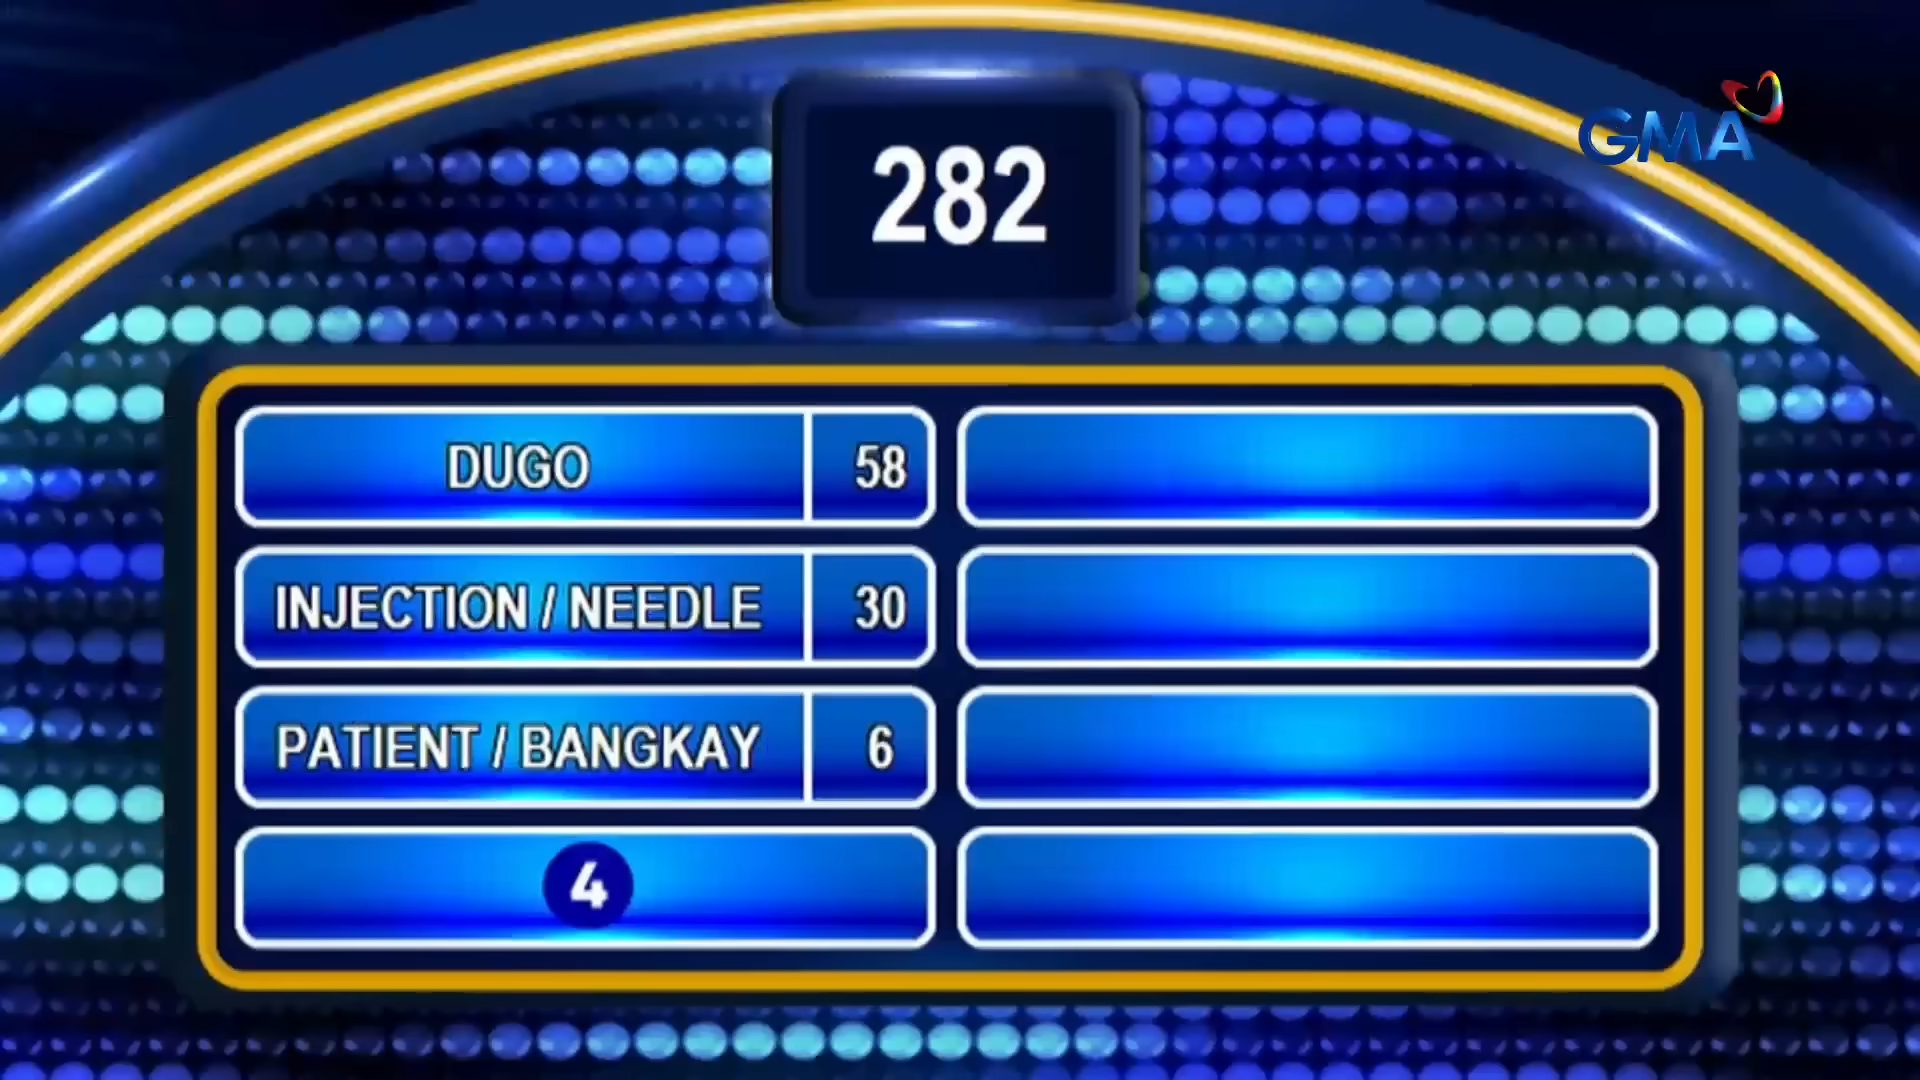 282
GMA
DUGO 58
INJECTION / NEEDLE 30
PATIENT / BANGKAY 6
4